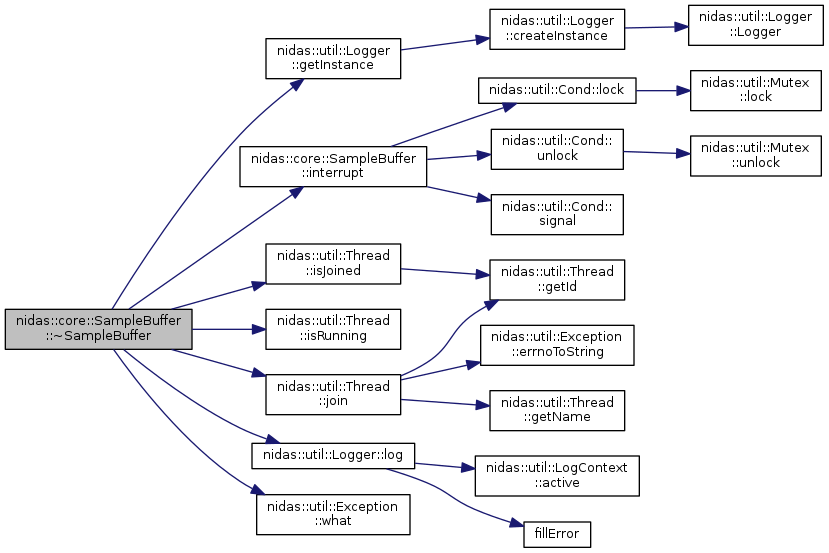 nidas::core::SampleBuffer
::~SampleBuffer
nidas::util::Logger
::getInstance
nidas::core::SampleBuffer
::interrupt
nidas::util::Thread
::isJoined
nidas::util::Thread
::isRunning
nidas::util::Thread
::join
nidas::util::Logger::log
nidas::util::Exception
::what
nidas::util::Logger
::createInstance
nidas::util::Cond::lock
nidas::util::Cond::
unlock
nidas::util::Cond::
signal
nidas::util::Thread
::getId
nidas::util::Exception
::errnoToString
nidas::util::Thread
::getName
nidas::util::LogContext
::active
fillError
nidas::util::Logger
::Logger
nidas::util::Mutex
::lock
nidas::util::Mutex
::unlock